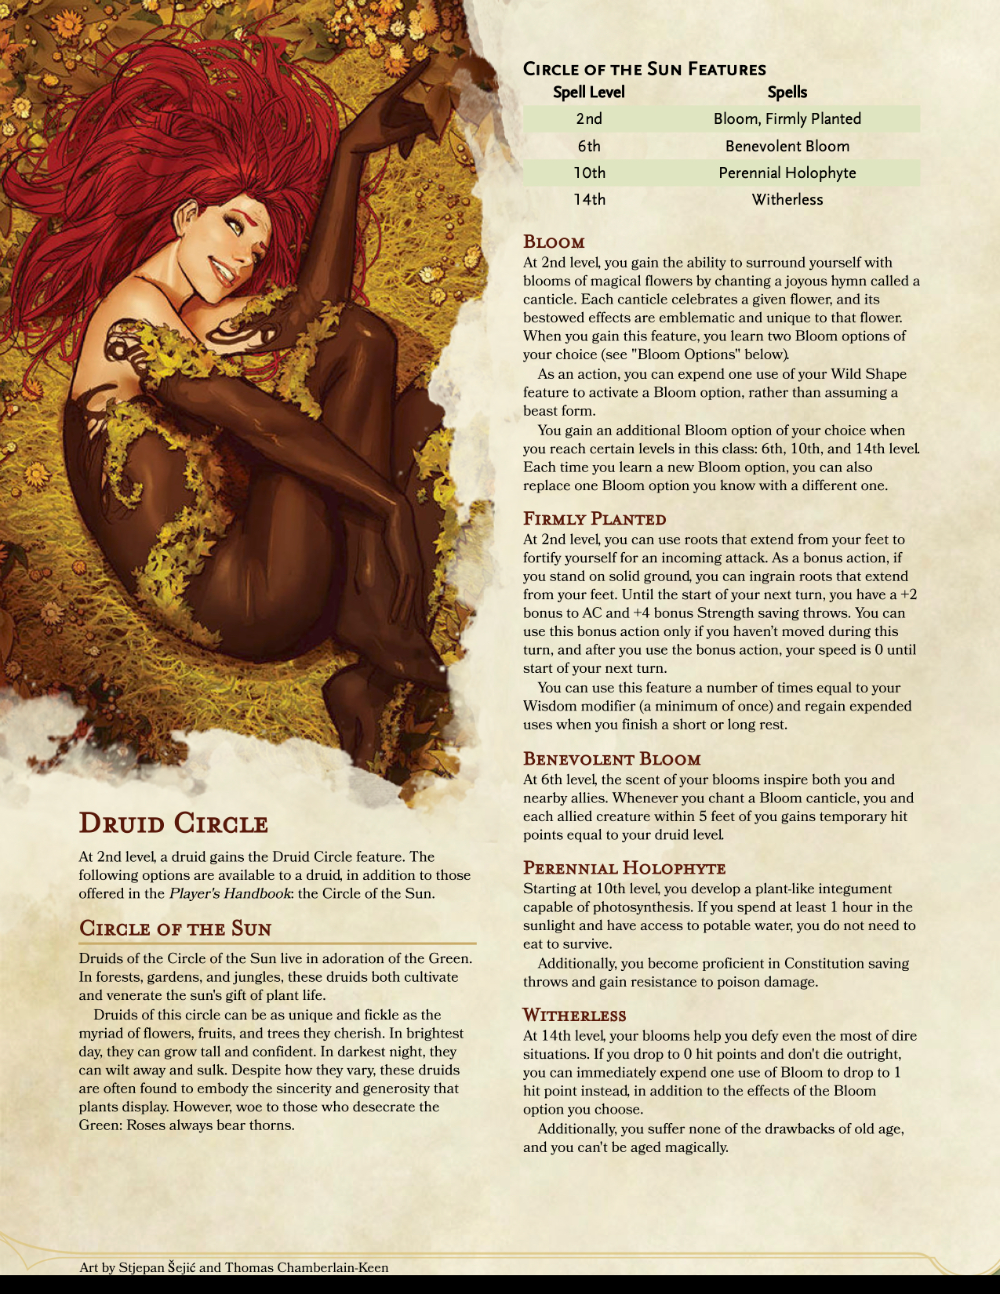 Druid Circle
At 2nd level, a druid gains the Druid Circle feature. The
following options are available to a druid, in addition to those
offered in the Player's Handbook: the Circle of the Sun.
Circle of the Sun
Druids of the Circle of the Sun live in adoration of the Green.
In forests, gardens, and jungles, these druids both cultivate
and venerate the sun's gift of plant life.
Druids of this circle can be as unique and fickle as the
myriad of flowers, fruits, and trees they cherish. In brightest
day, they can grow tall and confident. In darkest night, they
can wilt away and sulk. Despite how they vary, these druids
are often found to embody the sincerity and generosity that
plants display. However, woe to those who desecrate the
Green: Roses always bear thorns.
Circle of the Sun Features
Spell Level Spells
2nd Bloom, Firmly Planted
6th Benevolent Bloom
10th Perennial Holophyte
14th Witherless
Bloom
At 2nd level, you gain the ability to surround yourself with
blooms of magical flowers by chanting a joyous hymn called a
canticle. Each canticle celebrates a given flower, and its
bestowed effects are emblematic and unique to that flower.
When you gain this feature, you learn two Bloom options of
your choice (see "Bloom Options" below).
As an action, you can expend one use of your Wild Shape
feature to activate a Bloom option, rather than assuming a
beast form.
You gain an additional Bloom option of your choice when
you reach certain levels in this class: 6th, 10th, and 14th level.
Each time you learn a new Bloom option, you can also
replace one Bloom option you know with a different one.
Firmly Planted
At 2nd level, you can use roots that extend from your feet to
fortify yourself for an incoming attack. As a bonus action, if
you stand on solid ground, you can ingrain roots that extend
from your feet. Until the start of your next turn, you have a +2
bonus to AC and +4 bonus Strength saving throws. You can
use this bonus action only if you haven't moved during this
turn, and after you use the bonus action, your speed is 0 until
start of your next turn.
You can use this feature a number of times equal to your
Wisdom modifier (a minimum of once) and regain expended
uses when you finish a short or long rest.
Benevolent Bloom
At 6th level, the scent of your blooms inspire both you and
nearby allies. Whenever you chant a Bloom canticle, you and
each allied creature within 5 feet of you gains temporary hit
points equal to your druid level.
Perennial Holophyte
Starting at 10th level, you develop a plant-like integument
capable of photosynthesis. If you spend at least 1 hour in the
sunlight and have access to potable water, you do not need to
eat to survive.
Additionally, you become proficient in Constitution saving
throws and gain resistance to poison damage.
Witherless
At 14th level, your blooms help you defy even the most of dire
situations. If you drop to 0 hit points and don't die outright,
you can immediately expend one use of Bloom to drop to 1
hit point instead, in addition to the effects of the Bloom
option you choose.
Additionally, you suffer none of the drawbacks of old age,
and you can't be aged magically.
Art by Stjepan Šejić and Thomas Chamberlain-Keen